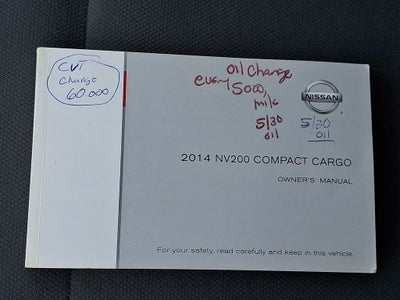 CVT
Change
60.000
oil Change
every 5000,
mile
5/30
oil
NISSAN
5/30
oil
2014 NV200 COMPACT CARGO
OWNER'S MANUAL
For your safety, read carefully and keep in this vehicle.